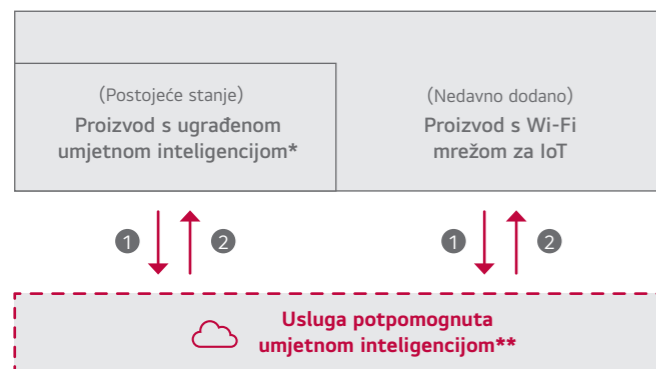 (Postojeće stanje)
Proizvod s ugrađenom
umjetnom inteligencijom*
(Nedavno dodano)
Proizvod s Wi-Fi
mrežom za IoT
1
2
1
2
Usluga potpomognuta
umjetnom inteligencijom**